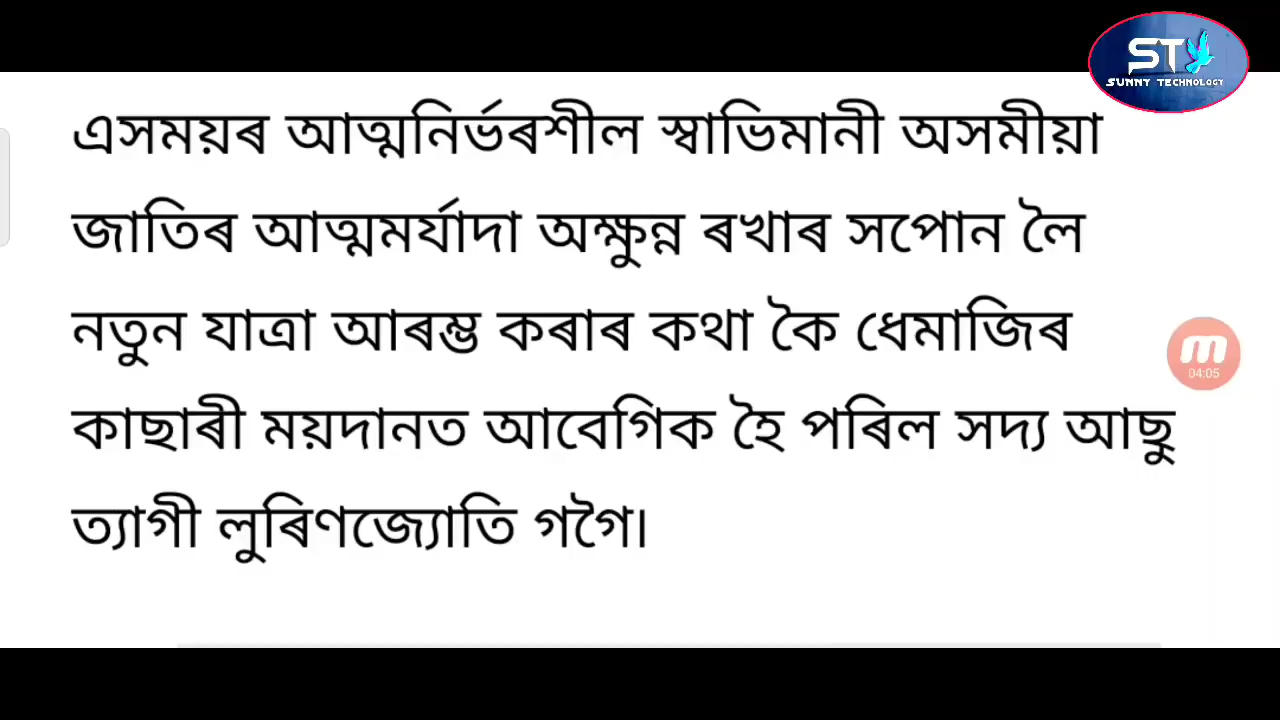 ST
SUNNY TECHNOLOGY
এসময়ৰ আত্মনিৰ্ভৰশীল স্বাভিমানী অসমীয়া
জাতিৰ আত্মমৰ্যাদা অক্ষুন্ন ৰখাৰ সপোন লৈ
নতুন যাত্ৰা আৰম্ভ কৰাৰ কথা কৈ ধেমাজিৰ
04:05
কাছাৰী ময়দানত আবেগিক হৈ পৰিল সদ্য আছু
ত্যাগী লুৰিণজ্যোতি গগৈ।